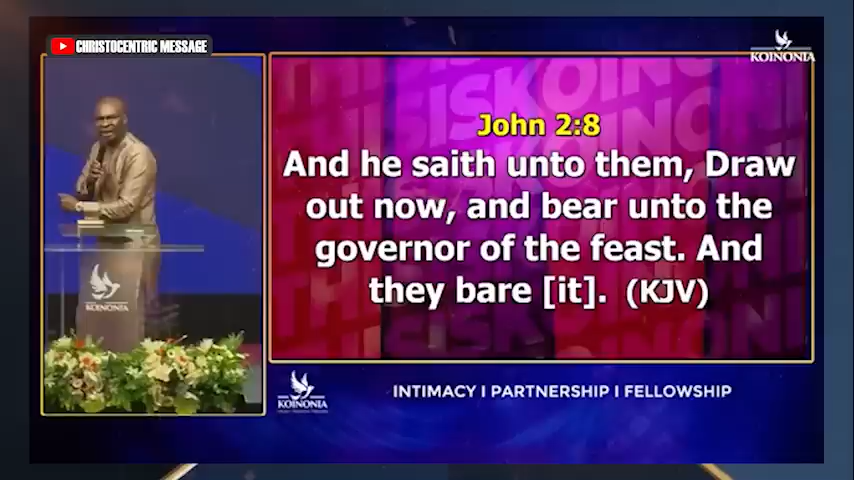 CHRISTOCENTRIC MESSAGE
KOINONIA
John 2:8
And he saith unto them, Draw
out now, and bear unto the
governor of the feast. And
they bare [it]. (KJV)
KOINONIA
KOINONIA
INTIMACY I PARTNERSHIP I FELLOWSHIP